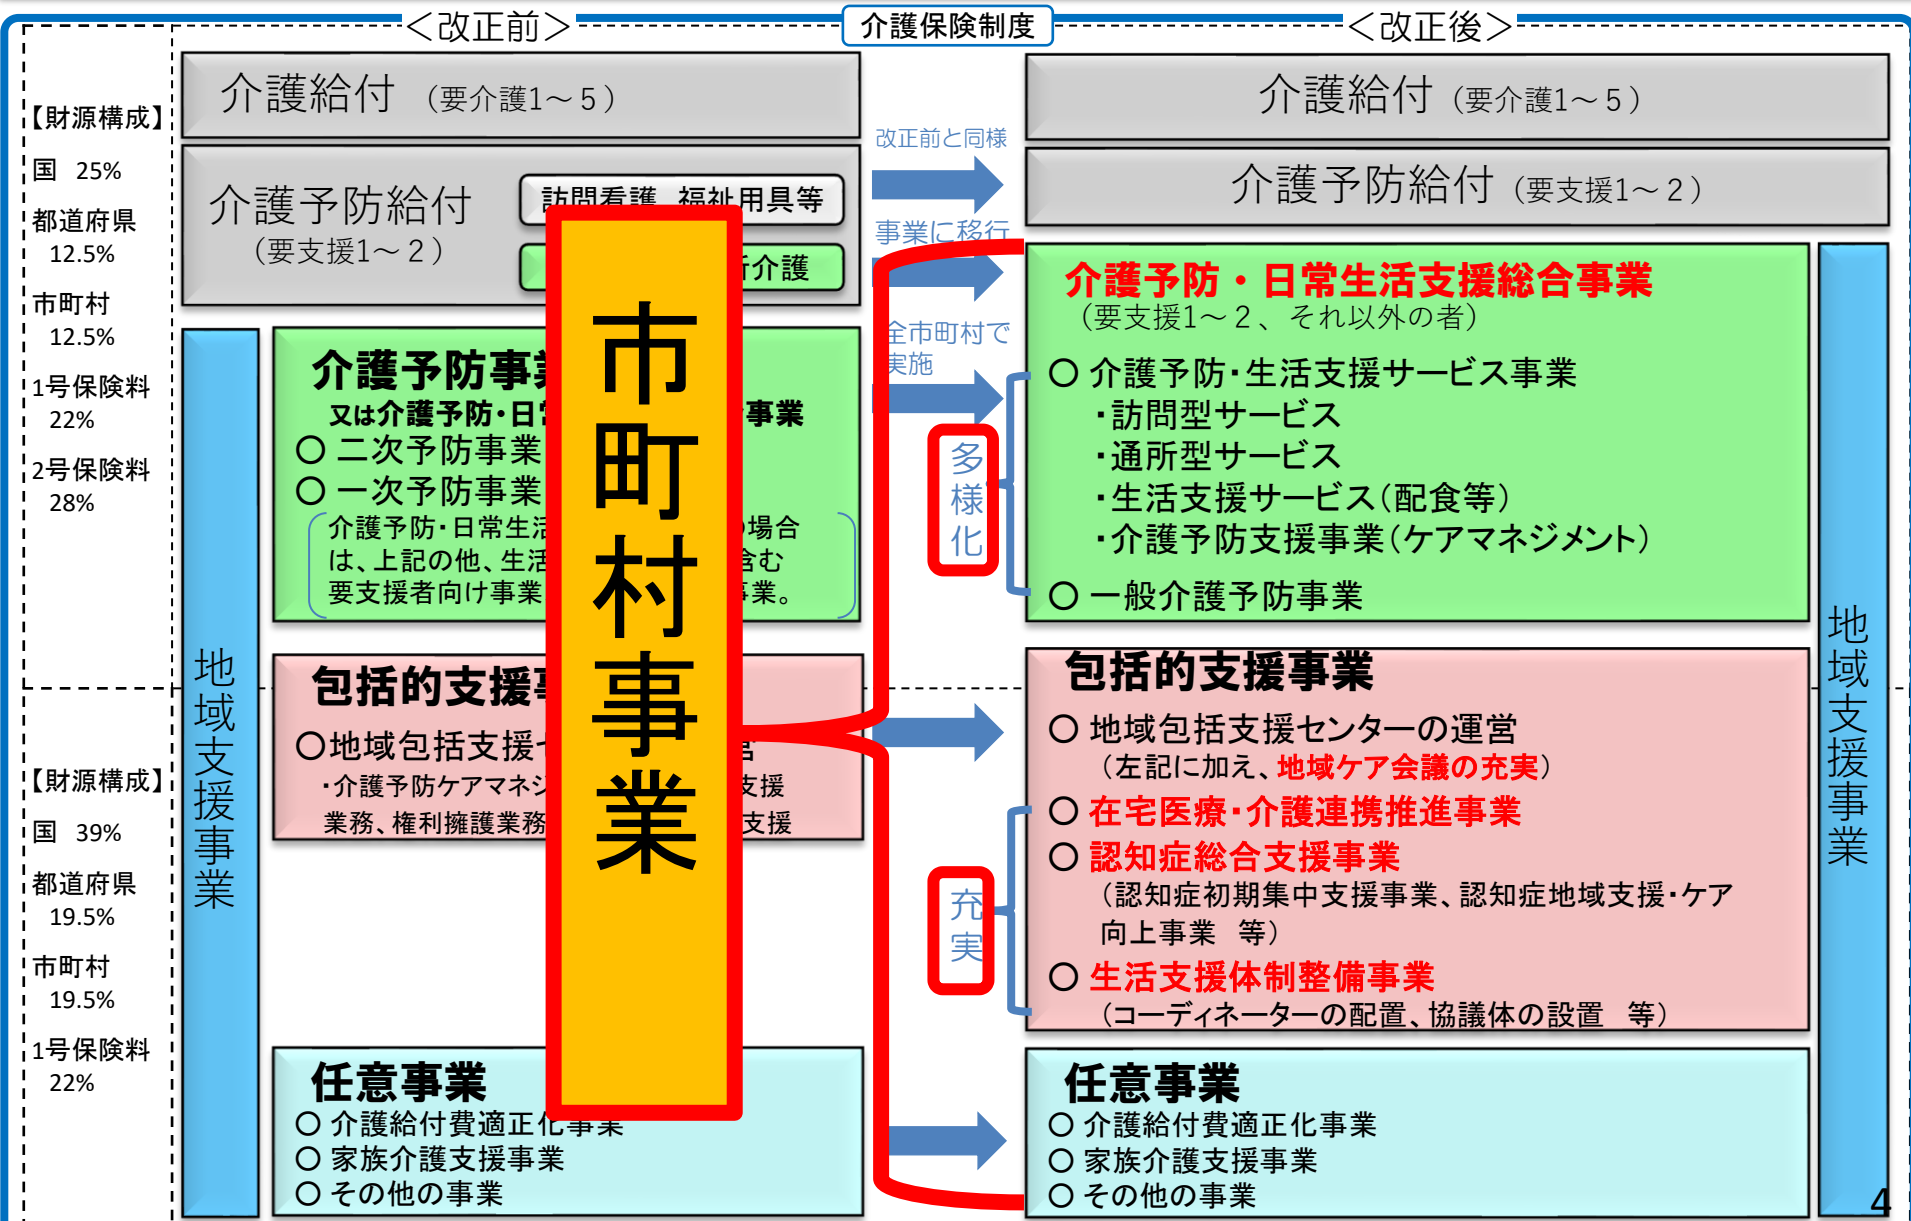 ＜改正前＞
介護保険制度
＜改正後＞
【財源構成】
国 25%
都道府県
12.5%
市町村
12.5%
1号保険料
22%
2号保険料
28%
【財源構成】
国 39%
都道府県
19.5%
市町村
19.5%
1号保険料
22%
介護給付 （要介護1～5）
介護予防給付
（要支援1～2）
訪問看護 福祉用具等
介護
地域支援事業
介護予防事
又は介護予防・日
事業
○ 二次予防事業
○ 一次予防事業
介護予防・日常生活
場合
は、上記の他、生活
含む
要支援者向け事業
業。
包括的支援
○地域包括支援
・介護予防ケアマネジ
支援
業務、権利擁護業務
支援
任意事業
○ 介護給付費適正化事業
○ 家族介護支援事業
○ その他の事業
市町村事業
改正前と同様
事業に移行
全市町村で
実施
多様化
充実
介護給付 （要介護1～5）
介護予防給付 （要支援1～2）
介護予防・日常生活支援総合事業
（要支援1～2、それ以外の者）
○ 介護予防・生活支援サービス事業
・訪問型サービス
・通所型サービス
・生活支援サービス（配食等）
・介護予防支援事業（ケアマネジメント）
○ 一般介護予防事業
包括的支援事業
○ 地域包括支援センターの運営
（左記に加え、地域ケア会議の充実）
○ 在宅医療・介護連携推進事業
○ 認知症総合支援事業
（認知症初期集中支援事業、認知症地域支援・ケア
向上事業 等）
○ 生活支援体制整備事業
（コーディネーターの配置、協議体の設置 等）
任意事業
○ 介護給付費適正化事業
○ 家族介護支援事業
○ その他の事業
地域支援事業
4